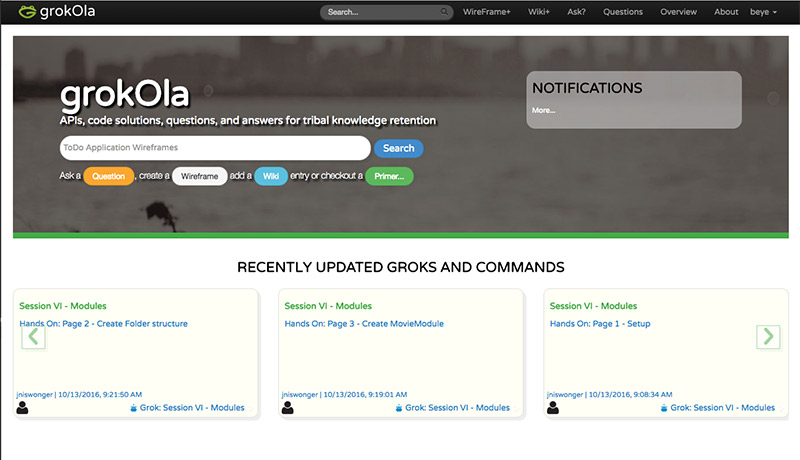 grokOla
Search...
WireFrame+ Wiki+ Ask? Questions Overview About beye
grokOla
APIs, code solutions, questions, and answers for tribal knowledge retention
ToDo Application Wireframes
Search
Ask a Question, create a Wireframe add a Wiki entry or checkout a Primer...
NOTIFICATIONS
More...
RECENTLY UPDATED GROKS AND COMMANDS
Session VI - Modules
Hands On: Page 2 - Create Folder structure
jniswonger | 10/13/2016, 9:21:50 AM
Grok: Session VI - Modules
Session VI - Modules
Hands On: Page 3 - Create MovieModule
jniswonger | 10/13/2016, 9:19:01 AM
Grok: Session VI - Modules
Session VI - Modules
Hands On: Page 1 - Setup
jniswonger | 10/13/2016, 9:08:34 AM
Grok: Session VI - Modules